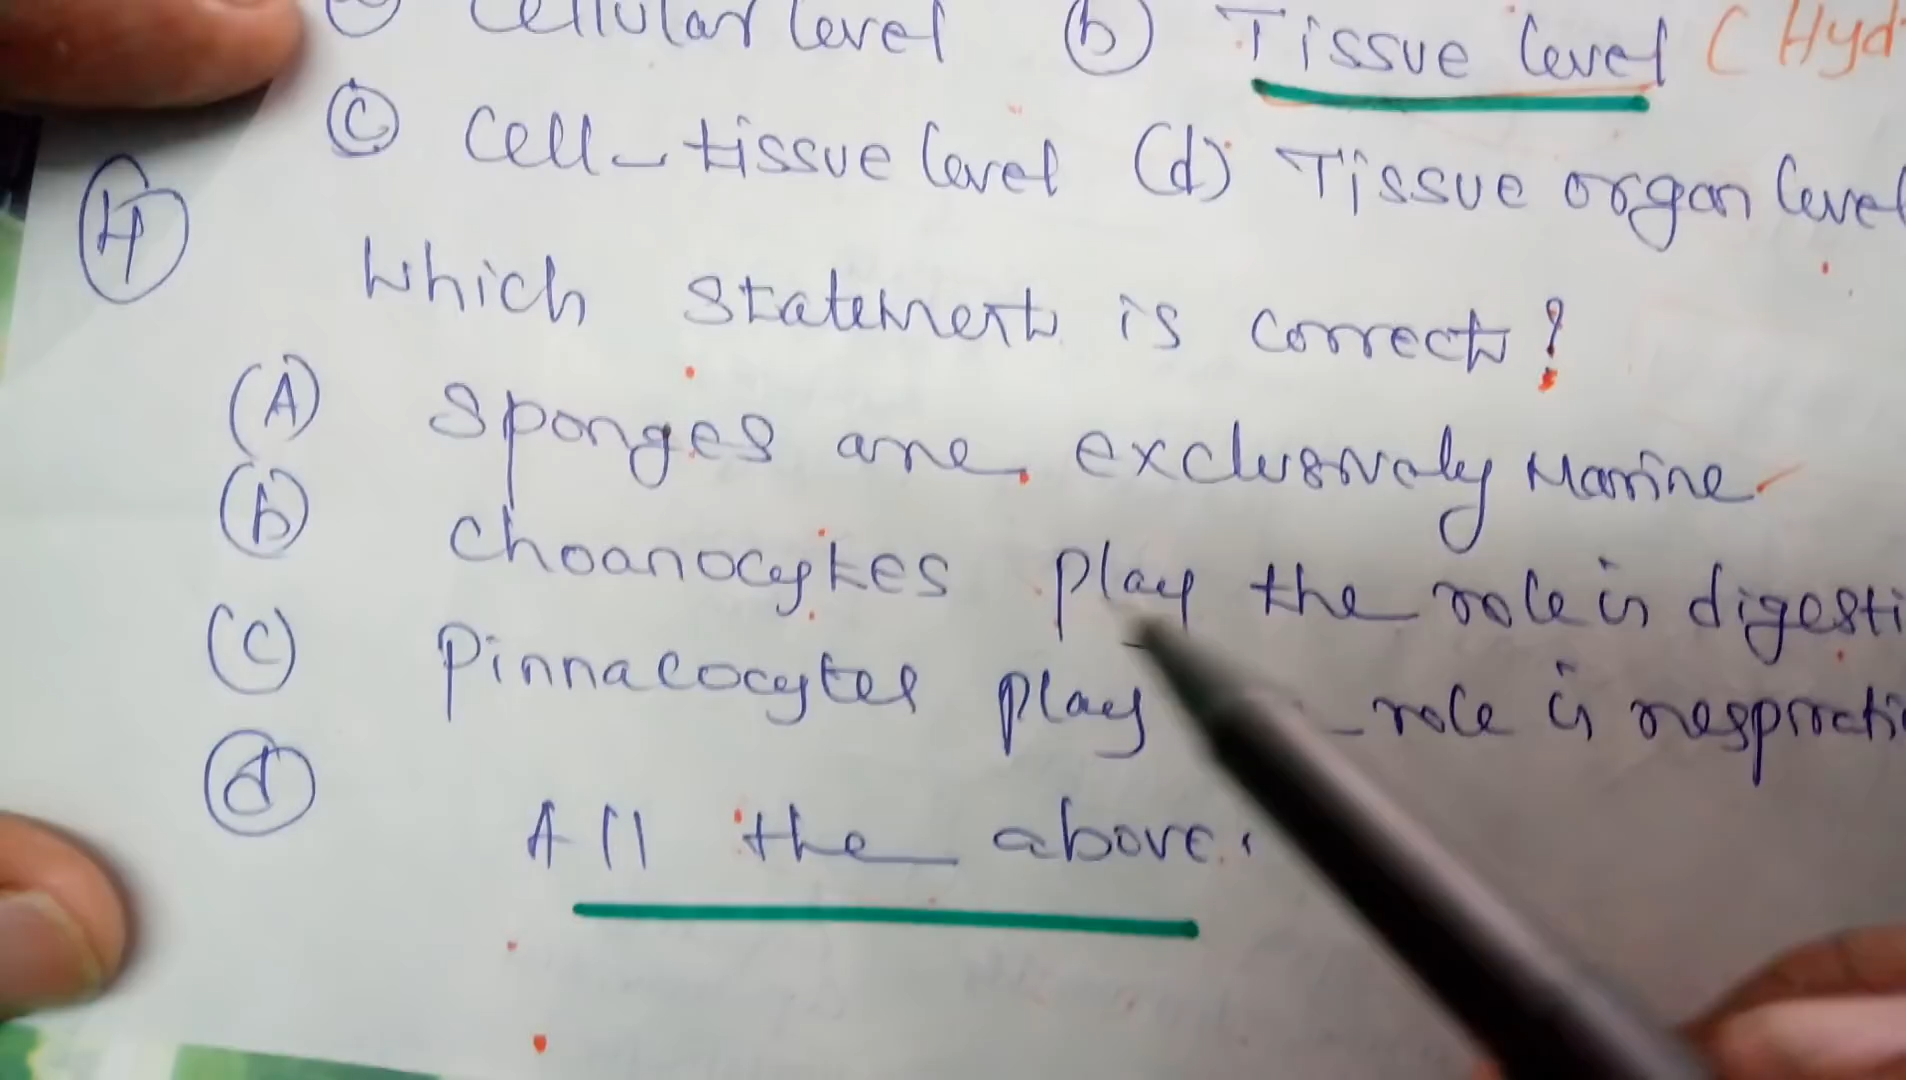 Cellular level (b) Tissue level (Hyd
(C) Cell-tissue level (d) Tissue organ level
(4) Which statement is correct?
(A) Sponges are exclusively Marine
(b) Choanocytes play the role in digesti
(C) Pinnacocytes play role in respirati
(d) All the above.